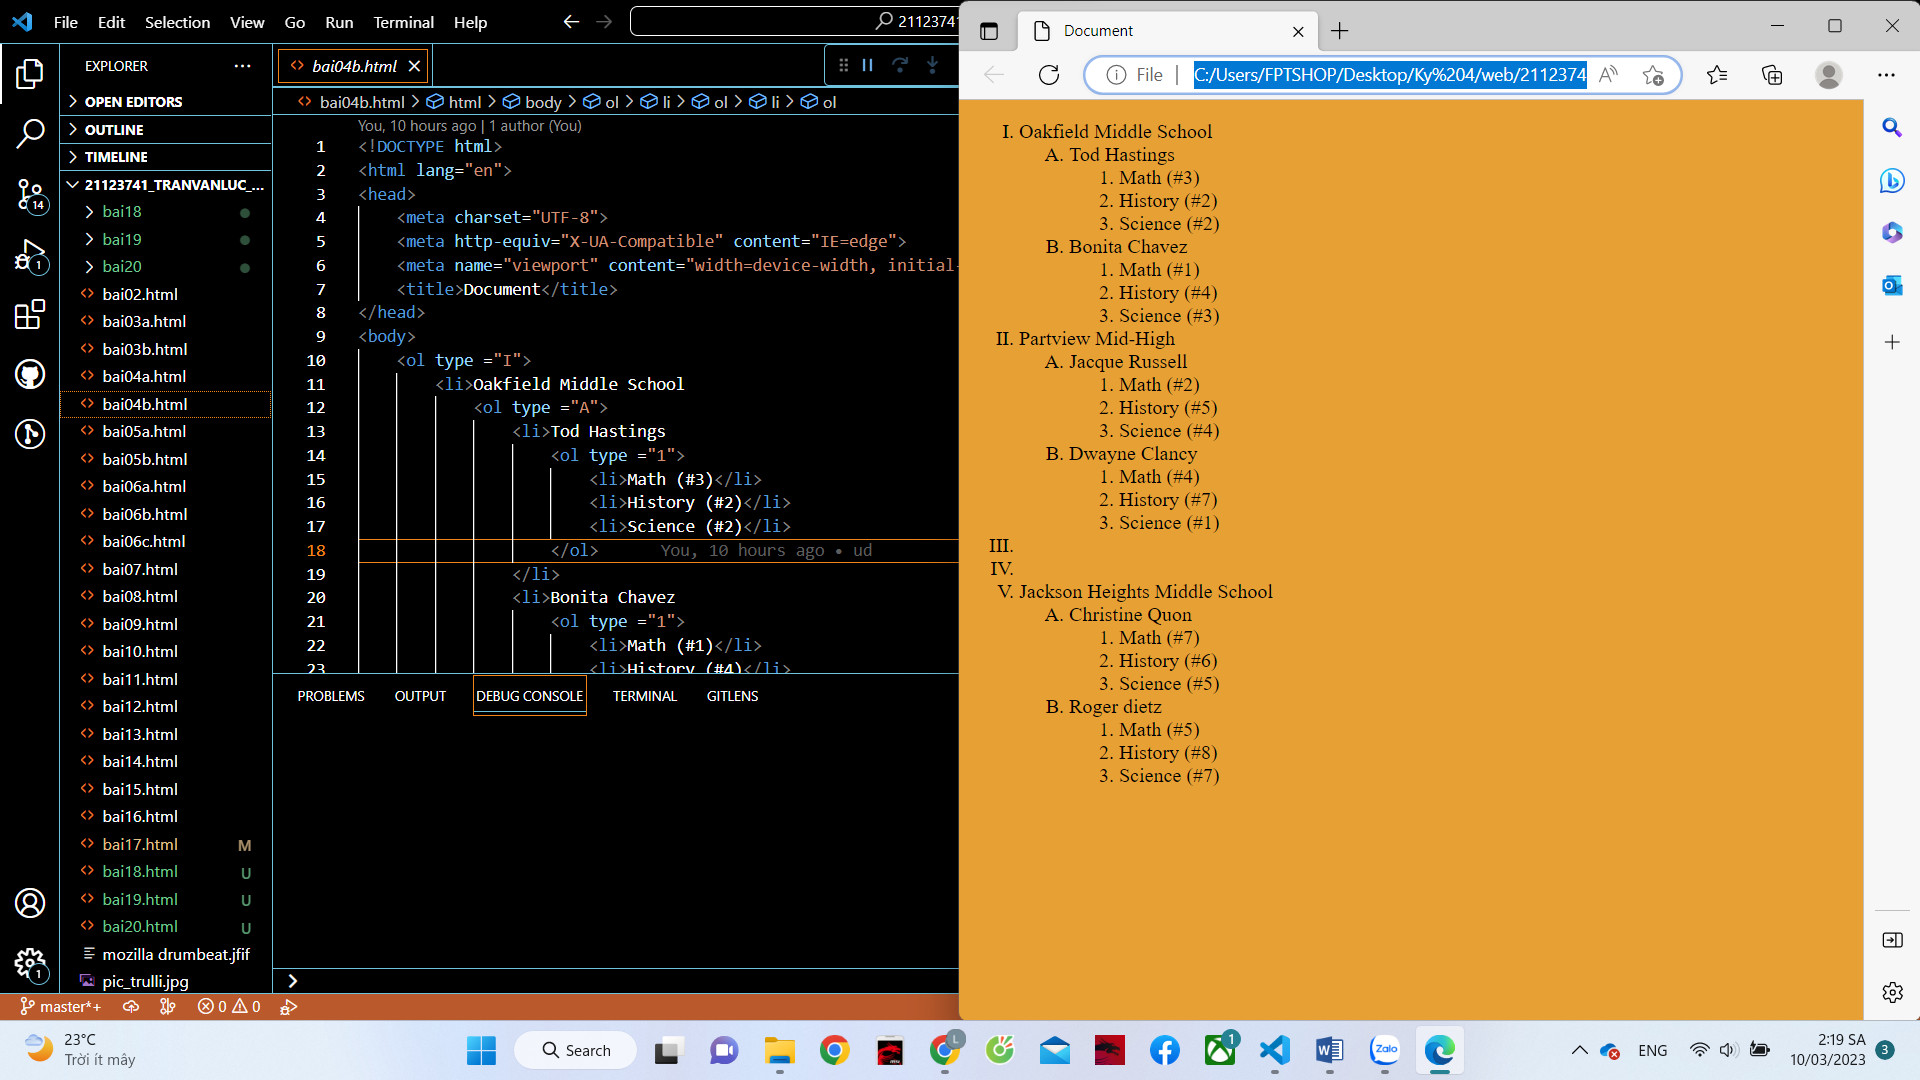 File Edit Selection View Go Run Terminal Help
21123741
EXPLORER
OPEN EDITORS
OUTLINE
TIMELINE
21123741_TRANVANLUC_...
bai18
bai19
bai20
bai02.html
bai03a.html
bai03b.html
bai04a.html
bai04b.html
bai05a.html
bai05b.html
bai06a.html
bai06b.html
bai06c.html
bai07.html
bai08.html
bai09.html
bai10.html
bai11.html
bai12.html
bai13.html
bai14.html
bai15.html
bai16.html
bai17.html M
bai18.html U
bai19.html U
bai20.html U
mozilla drumbeat.jfif
pic_trulli.jpg
14
1
1
bai04b.html
bai04b.html > html > body > ol > li > ol > li > ol
You, 10 hours ago | 1 author (You)
1 <!DOCTYPE html>
2 <html lang="en">
3 <head>
4 <meta charset="UTF-8">
5 <meta http-equiv="X-UA-Compatible" content="IE=edge">
6 <meta name="viewport" content="width=device-width, initial-
7 <title>Document</title>
8 </head>
9 <body>
10 <ol type ="I">
11 <li>Oakfield Middle School
12 <ol type ="A">
13 <li>Tod Hastings
14 <ol type ="1">
15 <li>Math (#3)</li>
16 <li>History (#2)</li>
17 <li>Science (#2)</li>
18 </ol> You, 10 hours ago • ud
19 </li>
20 <li>Bonita Chavez
21 <ol type ="1">
22 <li>Math (#1)</li>
23 <li>History (#4)</li>
PROBLEMS OUTPUT DEBUG CONSOLE TERMINAL GITLENS
master*+ 0 0
Document
File C:/Users/FPTSHOP/Desktop/Ky%204/web/2112374
I. Oakfield Middle School
A. Tod Hastings
1. Math (#3)
2. History (#2)
3. Science (#2)
B. Bonita Chavez
1. Math (#1)
2. History (#4)
3. Science (#3)
II. Partview Mid-High
A. Jacque Russell
1. Math (#2)
2. History (#5)
3. Science (#4)
B. Dwayne Clancy
1. Math (#4)
2. History (#7)
3. Science (#1)
III.
IV.
V. Jackson Heights Middle School
A. Christine Quon
1. Math (#7)
2. History (#6)
3. Science (#5)
B. Roger dietz
1. Math (#5)
2. History (#8)
3. Science (#7)
23°C
Trời ít mây
Search
L
1
Zalo
ENG
2:19 SA
10/03/2023
3